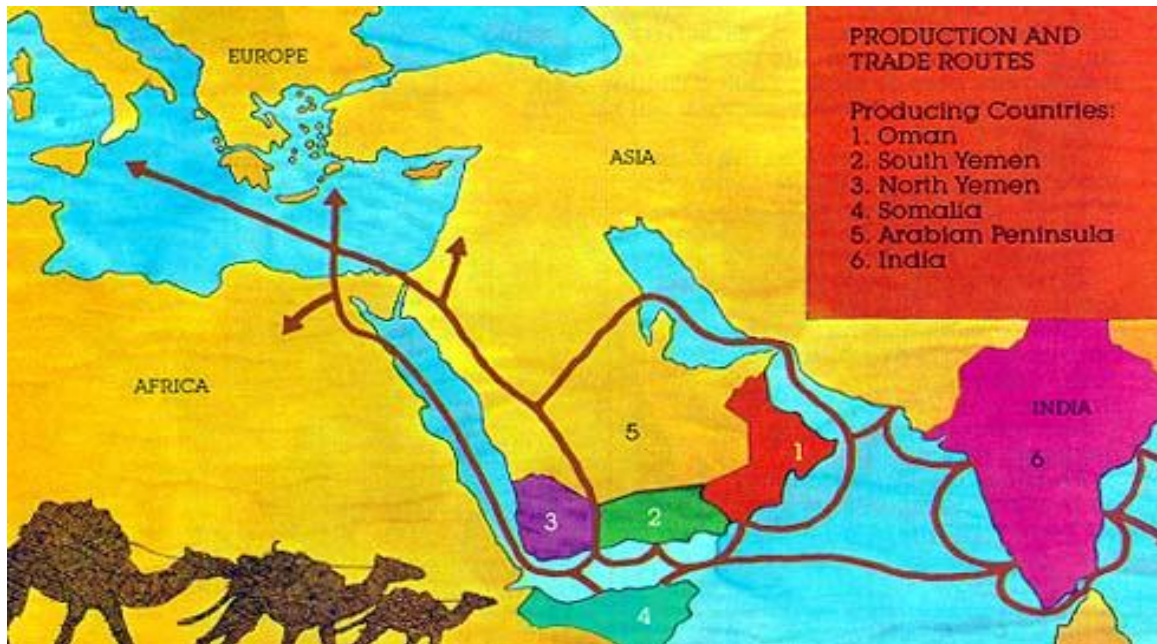 PRODUCTION AND
TRADE ROUTES
Producing Countries:
1. Oman
2. South Yemen
3. North Yemen
4. Somalia
5. Arabian Peninsula
6. India
EUROPE
ASIA
AFRICA
INDIA
5
6
1
3
2
4